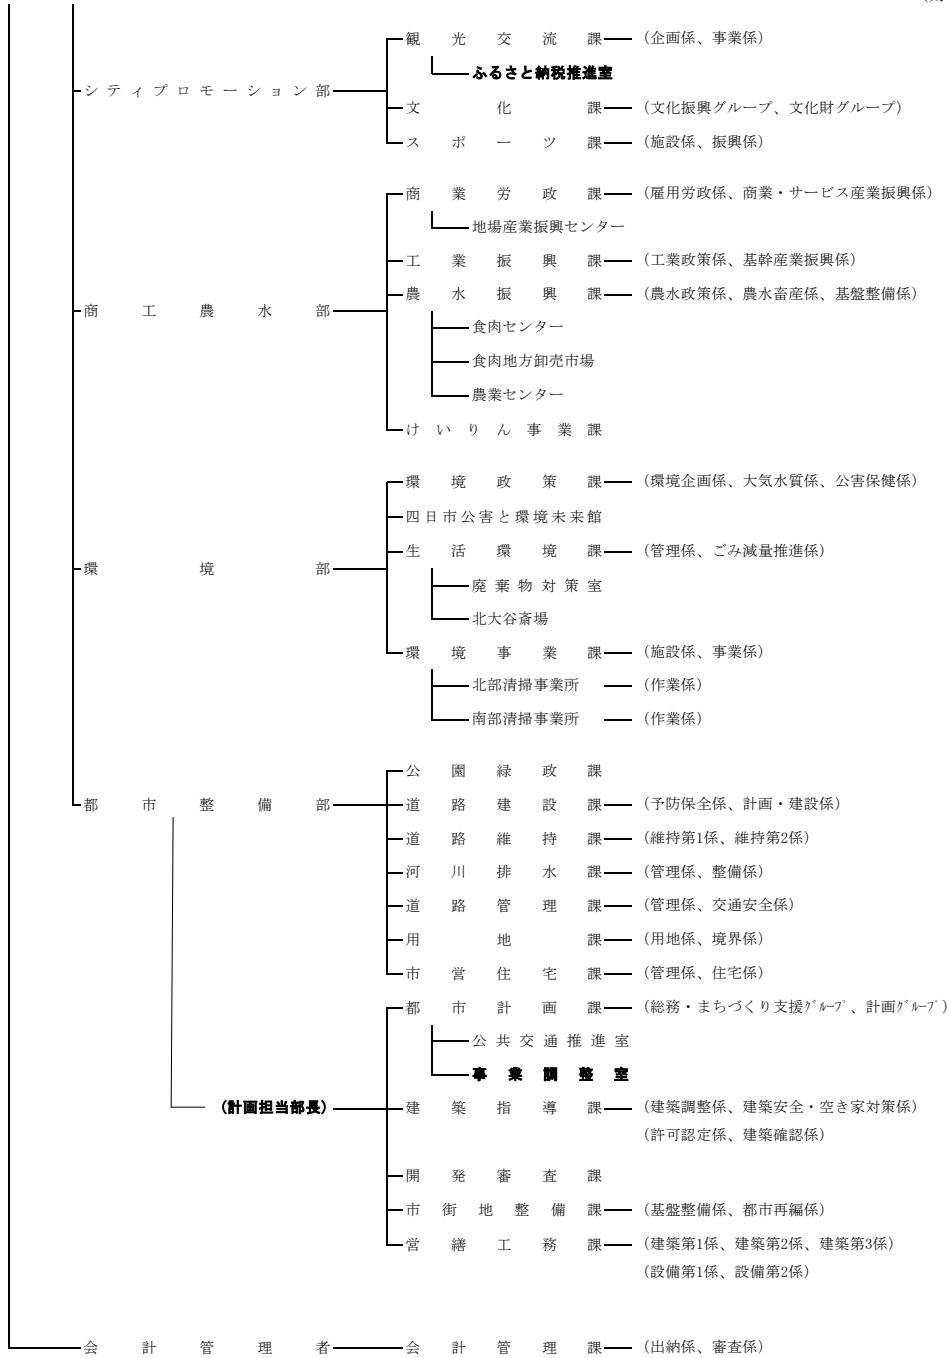 観光交流課 (企画係、事業係)
ふるさと納税推進室
シティプロモーション部
文化課 (文化振興グループ、文化財グループ)
スポーツ課 (施設係、振興係)
商業労政課 (雇用労政係、商業・サービス産業振興係)
地場産業振興センター
工業振興課 (工業政策係、基幹産業振興係)
農水振興課 (農水政策係、農水畜産係、基盤整備係)
商工農水部
食肉センター
食肉地方卸売市場
農業センター
けいりん事業課
環境政策課 (環境企画係、大気水質係、公害保健係)
四日市公害と環境未来館
生活環境課 (管理係、ごみ減量推進係)
環境部
廃棄物対策室
北大谷斎場
環境事業課 (施設係、事業係)
北部清掃事業所 (作業係)
南部清掃事業所 (作業係)
公園緑政課
都市整備部 道路建設課 (予防保全係、計画・建設係)
道路維持課 (維持第1係、維持第2係)
河川排水課 (管理係、整備係)
道路管理課 (管理係、交通安全係)
用地課 (用地係、境界係)
市営住宅課 (管理係、住宅係)
都市計画課 (総務・まちづくり支援グループ、計画グループ)
公共交通推進室
事業調整室
(計画担当部長) 建築指導課 (建築調整係、建築安全・空き家対策係)
(許可認定係、建築確認係)
開発審査課
市街地整備課 (基盤整備係、都市再編係)
営繕工務課 (建築第1係、建築第2係、建築第3係)
(設備第1係、設備第2係)
会計管理者 会計管理課 (出納係、審査係)